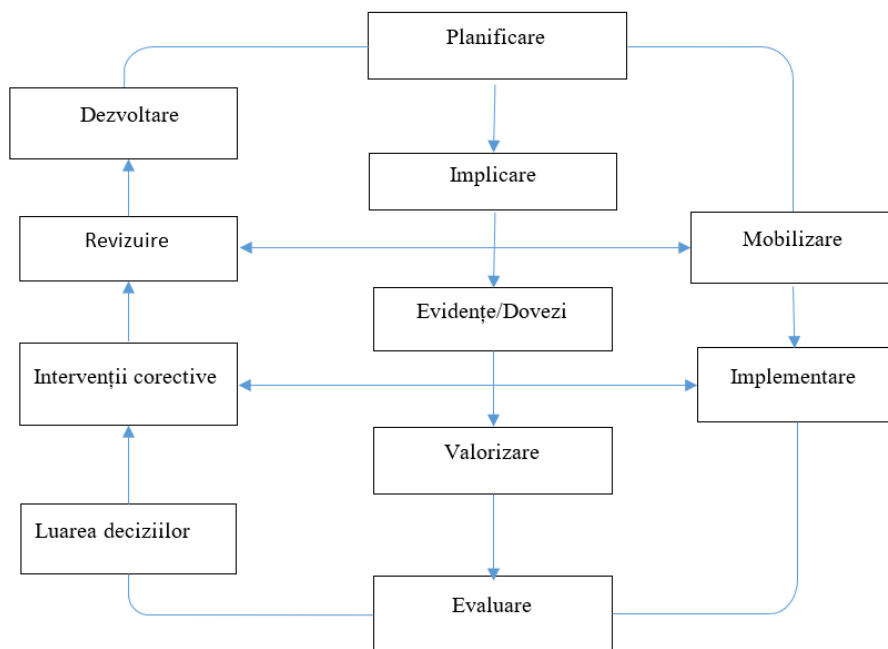 Planificare
Dezvoltare
Implicare
Revizuire
Mobilizare
Evidențe/Dovezi
Intervenții corective
Implementare
Valorizare
Luarea deciziilor
Evaluare